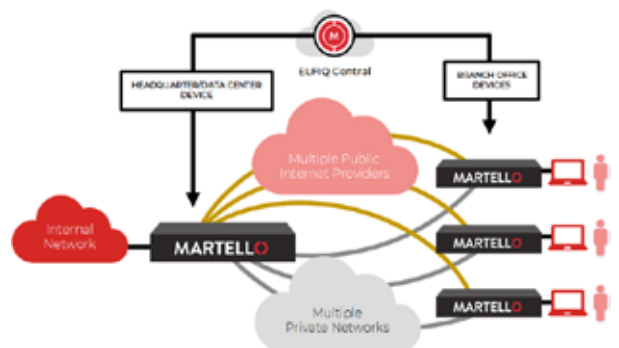 M
ELFIQ Central
HEADQUARTER/DATA CENTER
DEVICE
BRANCH OFFICE
DEVICES
Multiple Public
Internet Providers
MARTELLO
Internal
Network
MARTELLO
MARTELLO
Multiple
Private Networks
MARTELLO